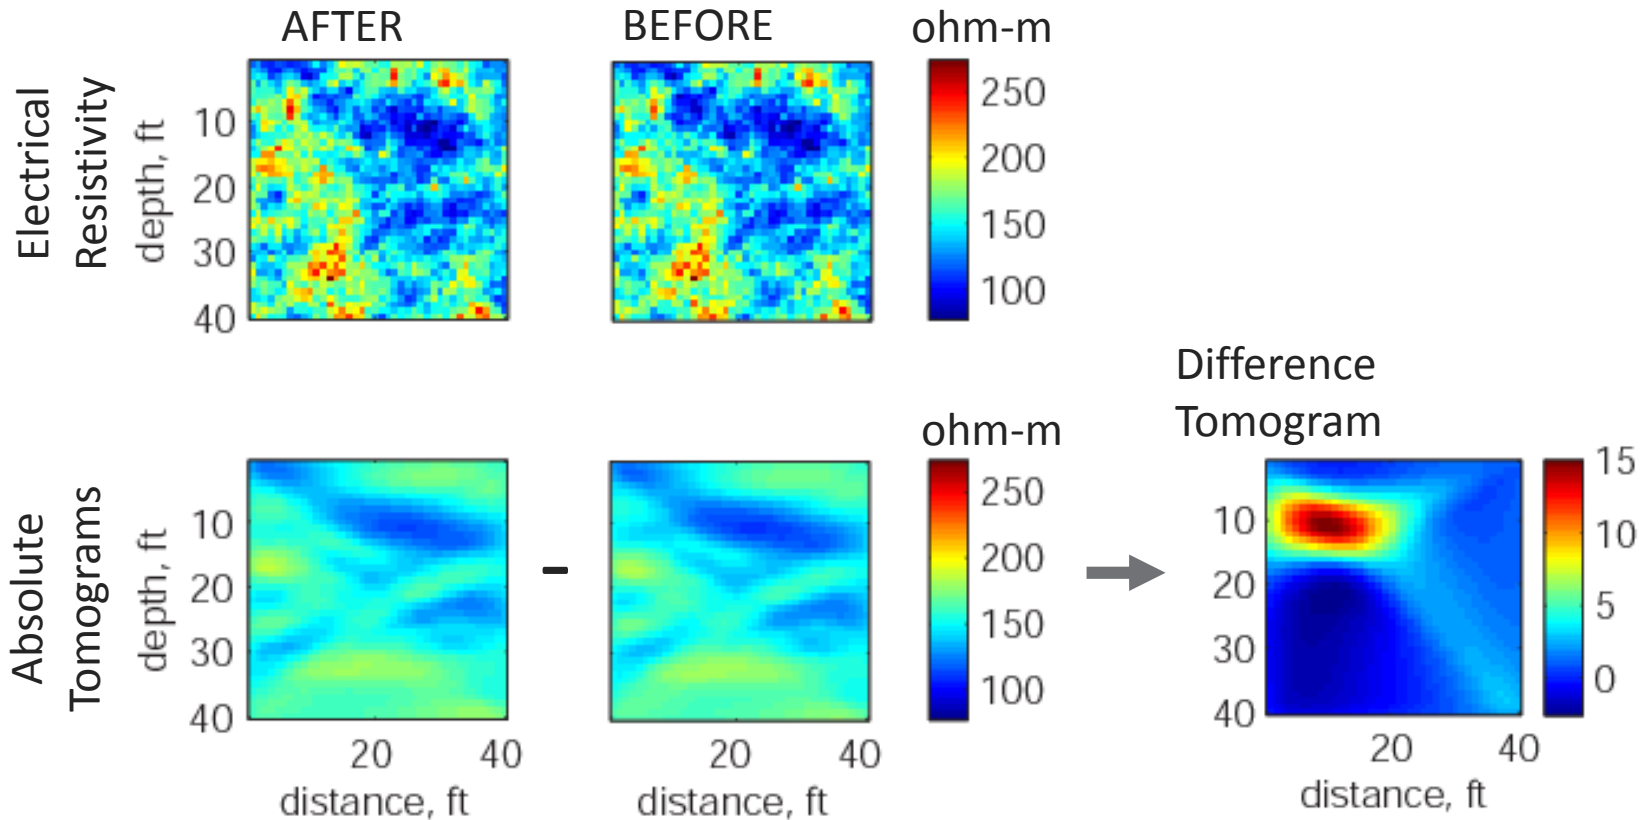 AFTER
BEFORE
ohm-m
Electrical
Resistivity
depth, ft
10
20
30
40
250
200
150
100
Absolute
Tomograms
depth, ft
10
20
30
40
20
40
distance, ft
-
20
40
distance, ft
ohm-m
250
200
150
100
Difference
Tomogram
10
20
30
40
20
40
distance, ft
15
10
5
0